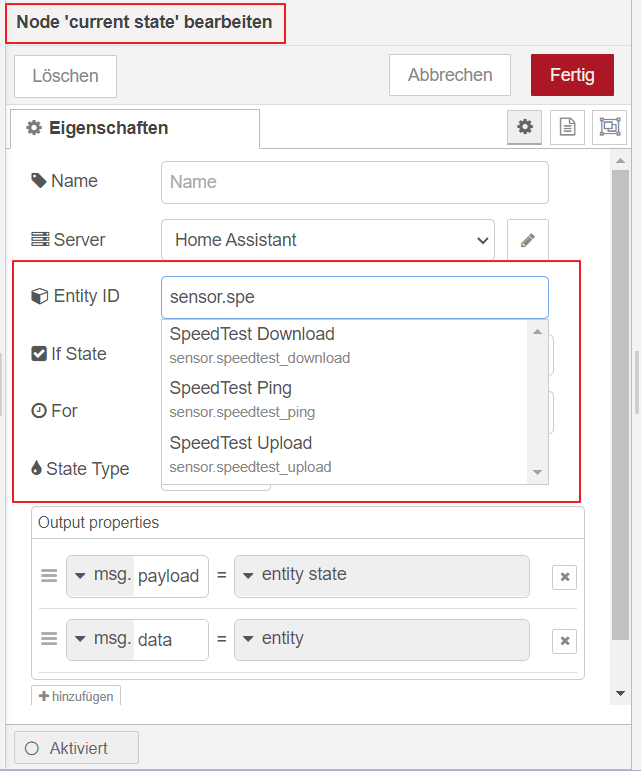 Node 'current state' bearbeiten
Löschen Abbrechen Fertig
Eigenschaften
Name Name
Server Home Assistant
Entity ID sensor.spe
SpeedTest Download
If State sensor.speedtest_download
SpeedTest Ping
For sensor.speedtest_ping
SpeedTest Upload
State Type sensor.speedtest_upload
Output properties
msg. payload = entity state
msg. data = entity
hinzufügen
Aktiviert